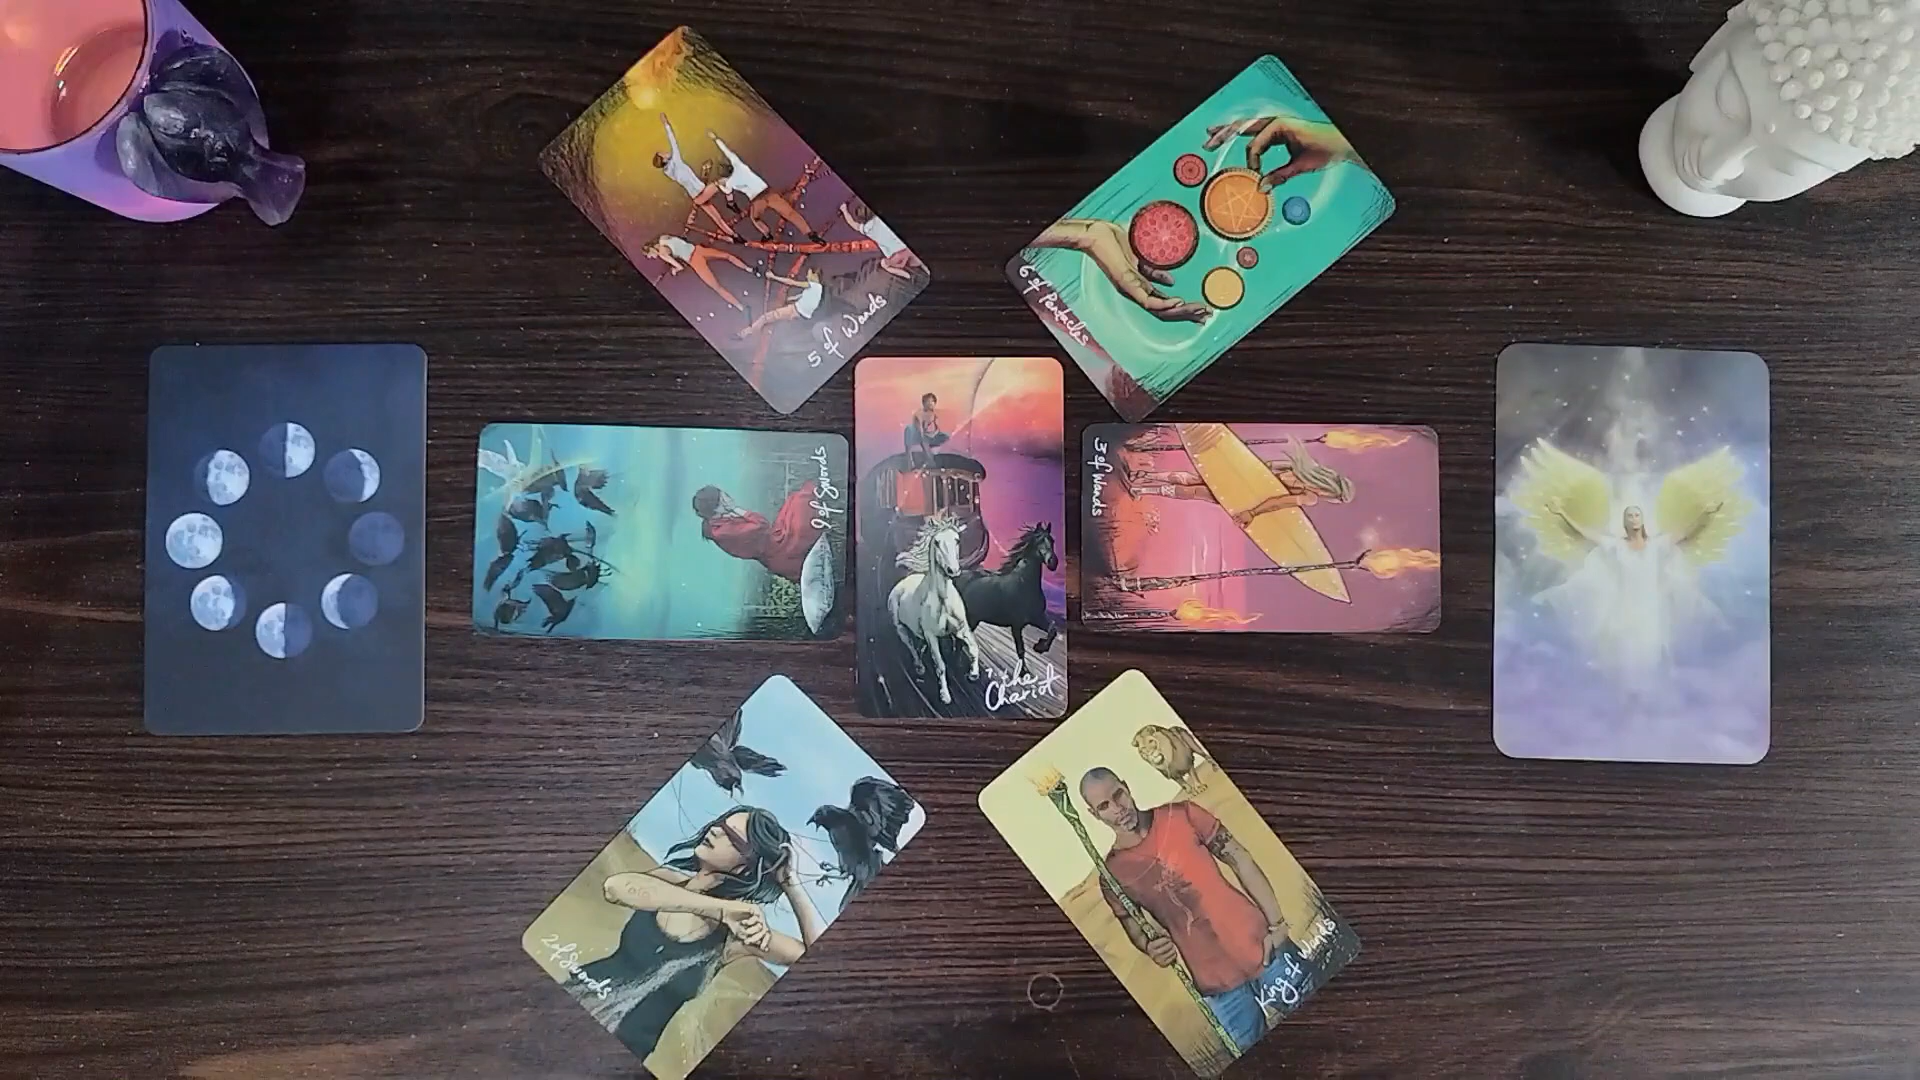 5 of Wands
6 of Pentacles
9 of Swords
7. the
Chariot
3 of Wands
2 of Swords
King of Wands